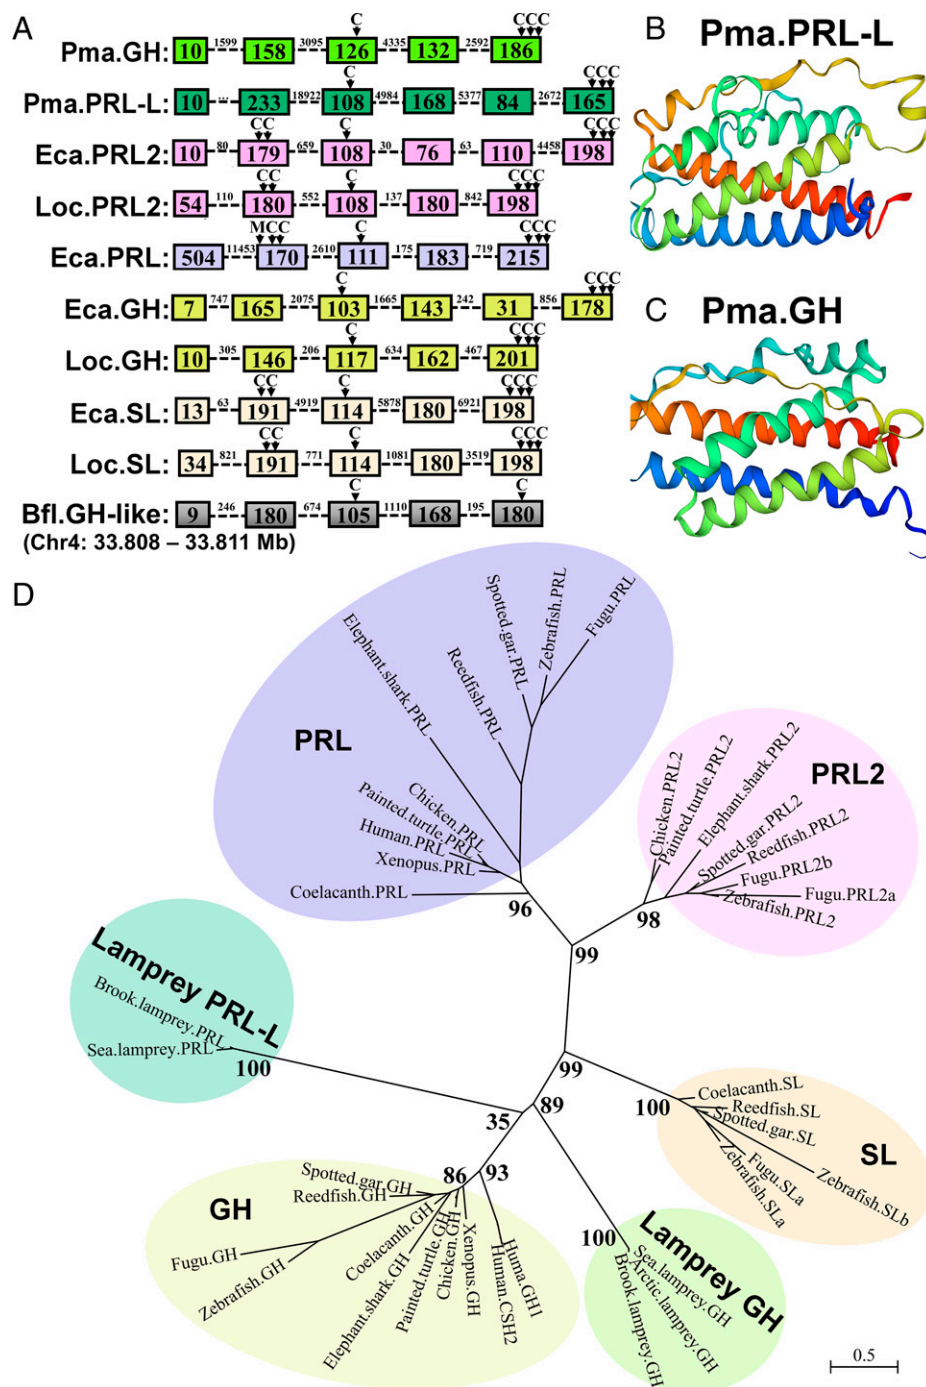 A
C
CCC
Pma.GH: 10 1599 158 3095 126 4335 132 2592 186
C
CCC
Pma.PRL-L: 10 ... 233 18922 108 4984 168 5377 84 2672 165
CC
C
CCC
Eca.PRL2: 10 80 179 659 108 30 76 63 110 4458 198
CC
C
CCC
Loc.PRL2: 54 110 180 552 108 137 180 842 198
MCC
C
CCC
Eca.PRL: 504 11453 170 2610 111 175 183 719 215
C
CCC
Eca.GH: 7 747 165 2075 103 1665 143 242 31 856 178
C
CCC
Loc.GH: 10 305 146 206 117 634 162 467 201
CC
C
CCC
Eca.SL: 13 63 191 4919 114 5878 180 6921 198
CC
C
CCC
Loc.SL: 34 821 191 771 114 1081 180 3519 198
C
C
Bfl.GH-like: 9 246 180 674 105 1110 168 195 180
(Chr4: 33.808 – 33.811 Mb)
B
Pma.PRL-L
C
Pma.GH
D
PRL
Elephant.shark.PRL
Reedfish.PRL
Spotted.gar.PRL
Zebrafish.PRL
Fugu.PRL
Chicken.PRL
Painted.turtle.PRL
Human.PRL
Xenopus.PRL
Coelacanth.PRL
96
PRL2
Chicken.PRL2
Painted.turtle.PRL2
Elephant.shark.PRL2
Spotted.gar.PRL2
Reedfish.PRL2
Fugu.PRL2b
Fugu.PRL2a
Zebrafish.PRL2
98
99
Lamprey PRL-L
Brook.lamprey.PRL
Sea.lamprey.PRL
100
99
89
35
SL
100
Coelacanth.SL
Reedfish.SL
Spotted.gar.SL
Zebrafish.SLb
Fugu.SLa
Zebrafish.SLa
GH
86
93
Spotted.gar.GH
Reedfish.GH
Fugu.GH
Zebrafish.GH
Coelacanth.GH
Elephant.shark.GH
Painted.turtle.GH
Chicken.GH
Xenopus.GH
Human.CSH2
Huma.GH1
Lamprey GH
100
Sea.lamprey.GH
Arctic.lamprey.GH
Brook.lamprey.GH
0.5